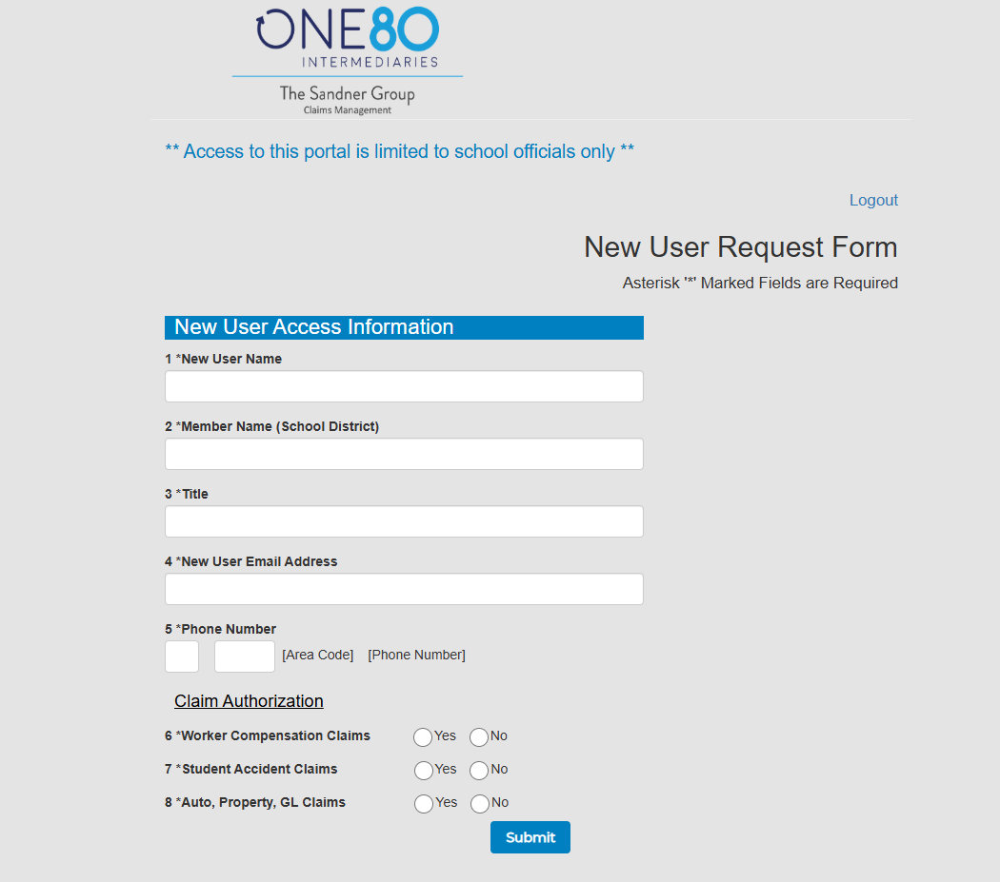 ONE80
INTERMEDIARIES
The Sandner Group
Claims Management
** Access to this portal is limited to school officials only **
Logout
New User Request Form
Asterisk '*' Marked Fields are Required
New User Access Information
1 *New User Name
2 *Member Name (School District)
3 *Title
4 *New User Email Address
5 *Phone Number
[Area Code] [Phone Number]
Claim Authorization
6 *Worker Compensation Claims Yes No
7 *Student Accident Claims Yes No
8 *Auto, Property, GL Claims Yes No
Submit